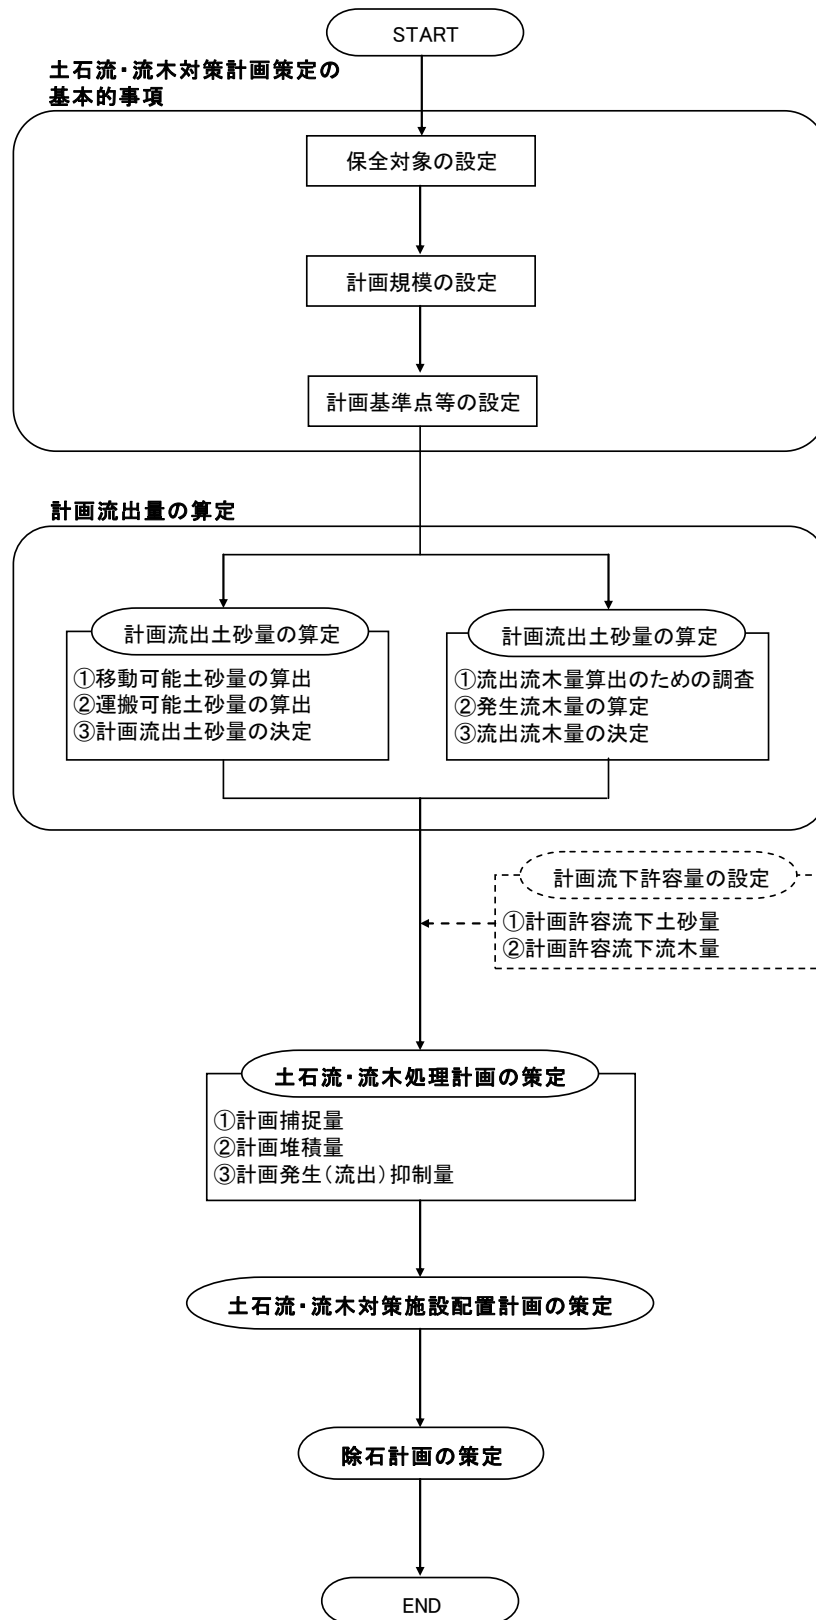 START
土石流・流木対策計画策定の
基本的事項
保全対象の設定
計画規模の設定
計画基準点等の設定
計画流出量の算定
計画流出土砂量の算定
①移動可能土砂量の算出
②運搬可能土砂量の算出
③計画流出土砂量の決定
計画流出土砂量の算定
①流出流木量算出のための調査
②発生流木量の算定
③流出流木量の決定
計画流下許容量の設定
①計画許容流下土砂量
②計画許容流下流木量
土石流・流木処理計画の策定
①計画捕捉量
②計画堆積量
③計画発生(流出)抑制量
土石流・流木対策施設配置計画の策定
除石計画の策定
END